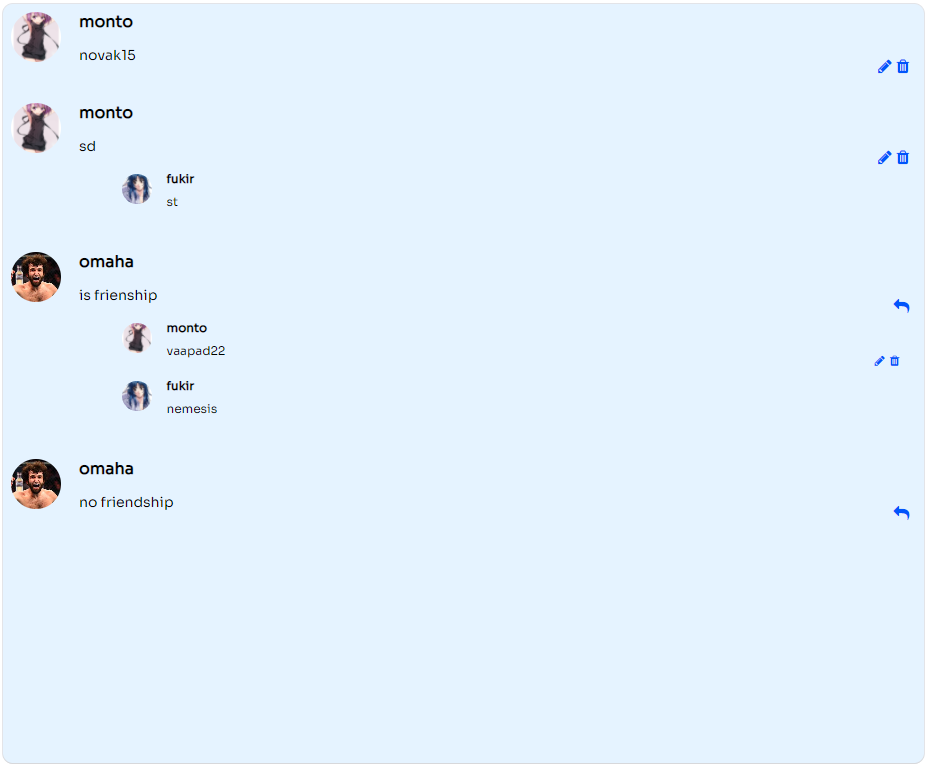 monto
novak15
monto
sd
fukir
st
omaha
is frienship
monto
vaapad22
fukir
nemesis
omaha
no friendship